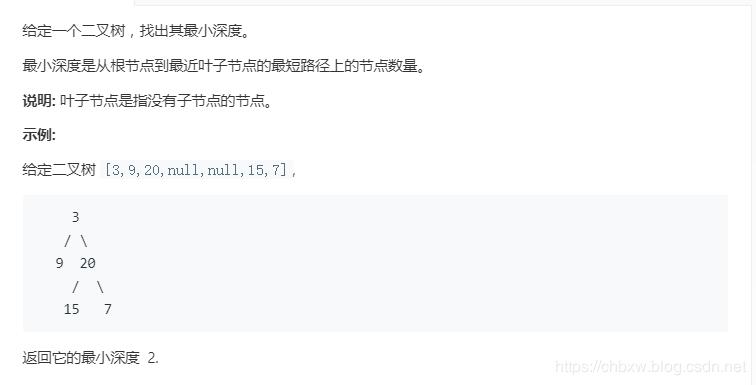 给定一个二叉树，找出其最小深度。
最小深度是从根节点到最近叶子节点的最短路径上的节点数量。
说明: 叶子节点是指没有子节点的节点。
示例:
给定二叉树 [3,9,20,null,null,15,7],
3
/ \
9  20
/  \
15   7
返回它的最小深度  2.
https://chbxw.blog.csdn.net